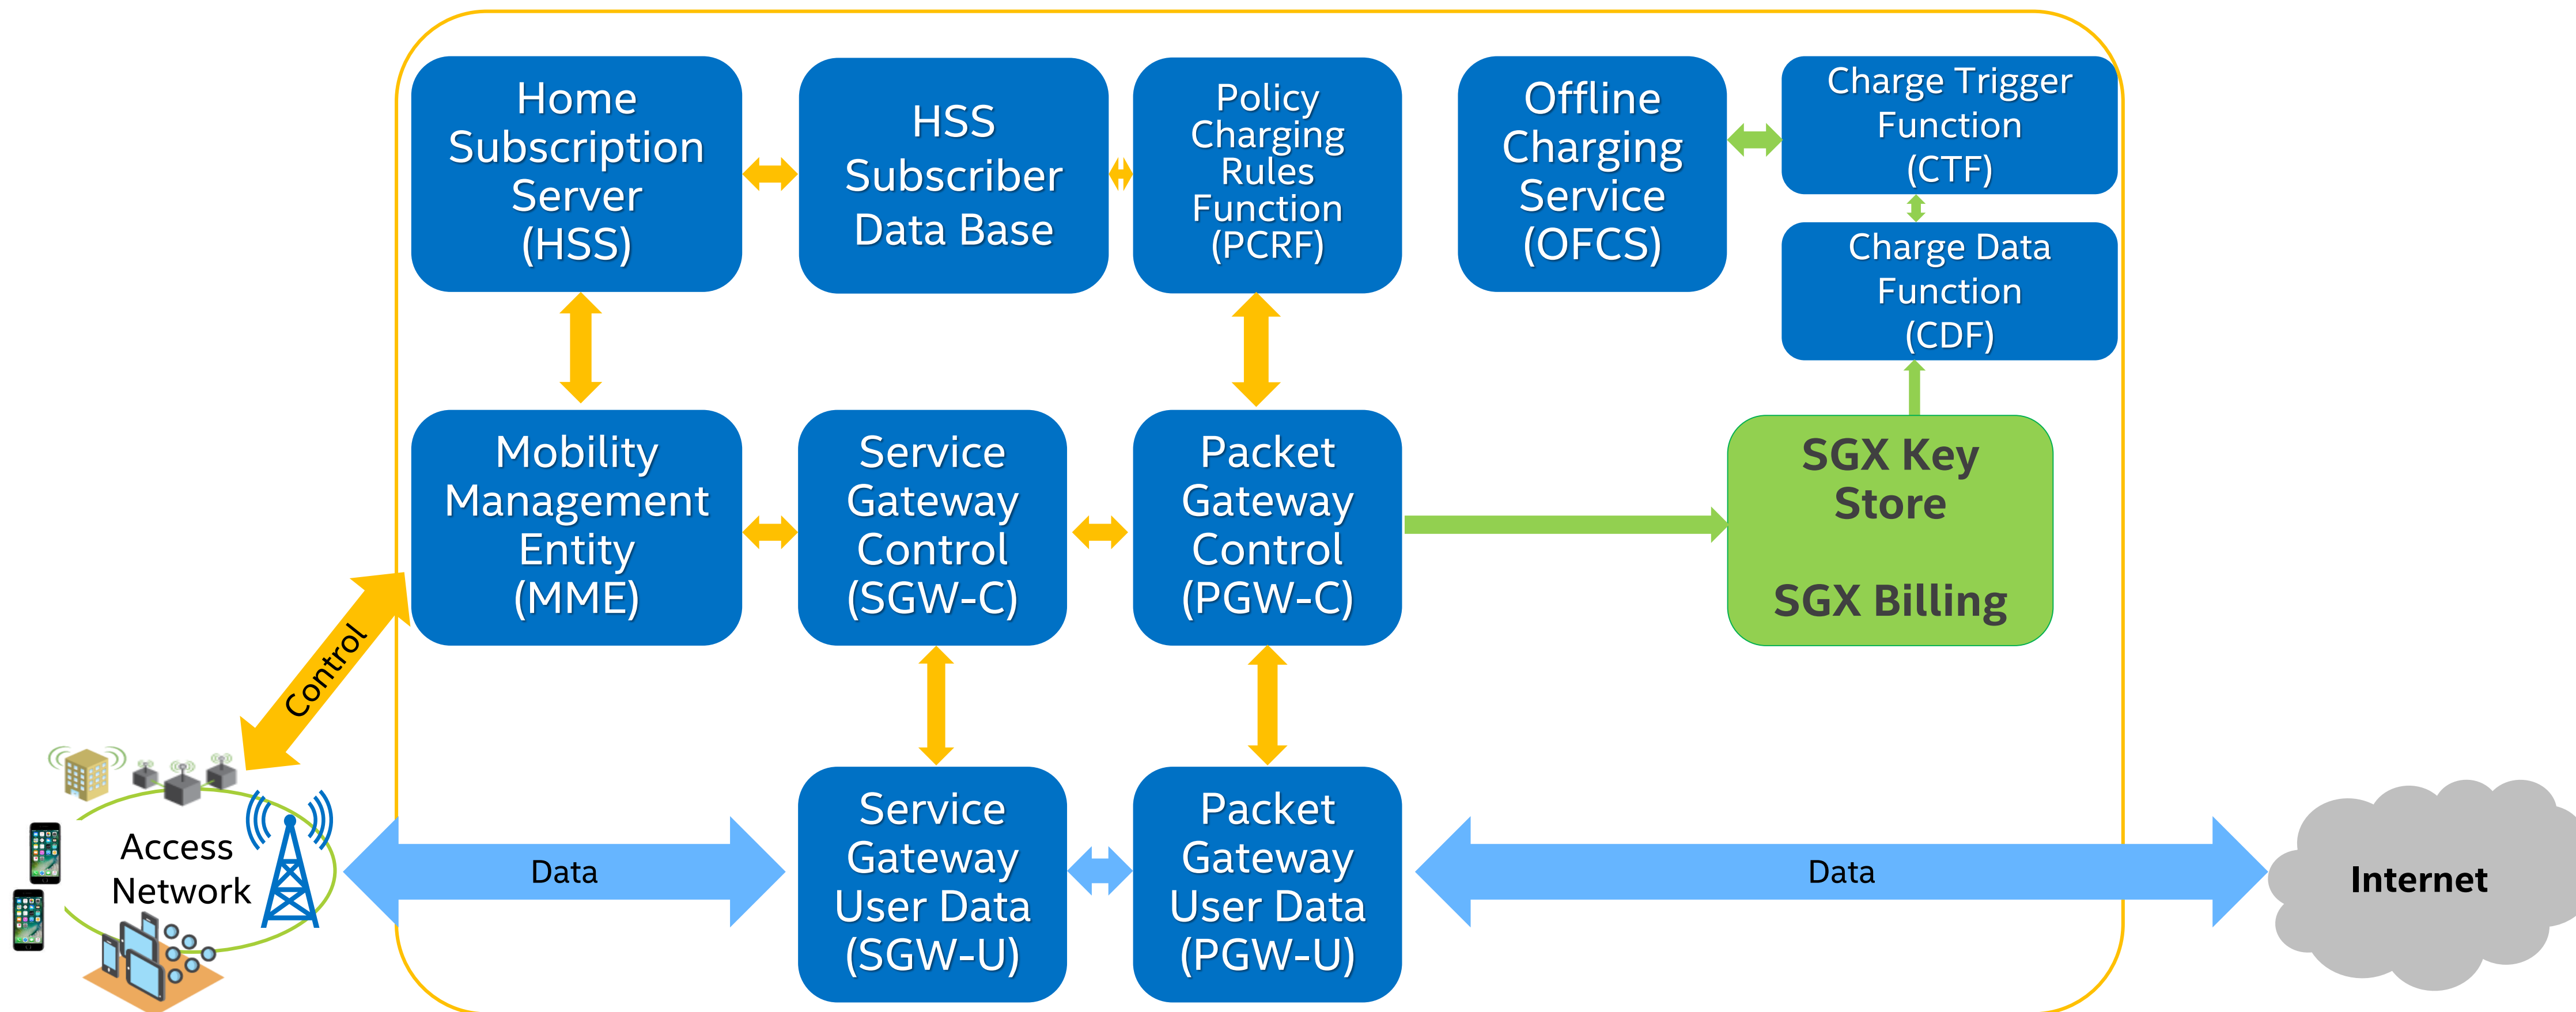 Home
Subscription
Server
(HSS)
HSS
Subscriber
Data Base
Policy
Charging
Rules
Function
(PCRF)
Offline
Charging
Service
(OFCS)
Charge Trigger
Function
(CTF)
Charge Data
Function
(CDF)
Mobility
Management
Entity
(MME)
Service
Gateway
Control
(SGW-C)
Packet
Gateway
Control
(PGW-C)
SGX Key
Store
SGX Billing
Control
Access
Network
Data
Service
Gateway
User Data
(SGW-U)
Packet
Gateway
User Data
(PGW-U)
Data
Internet